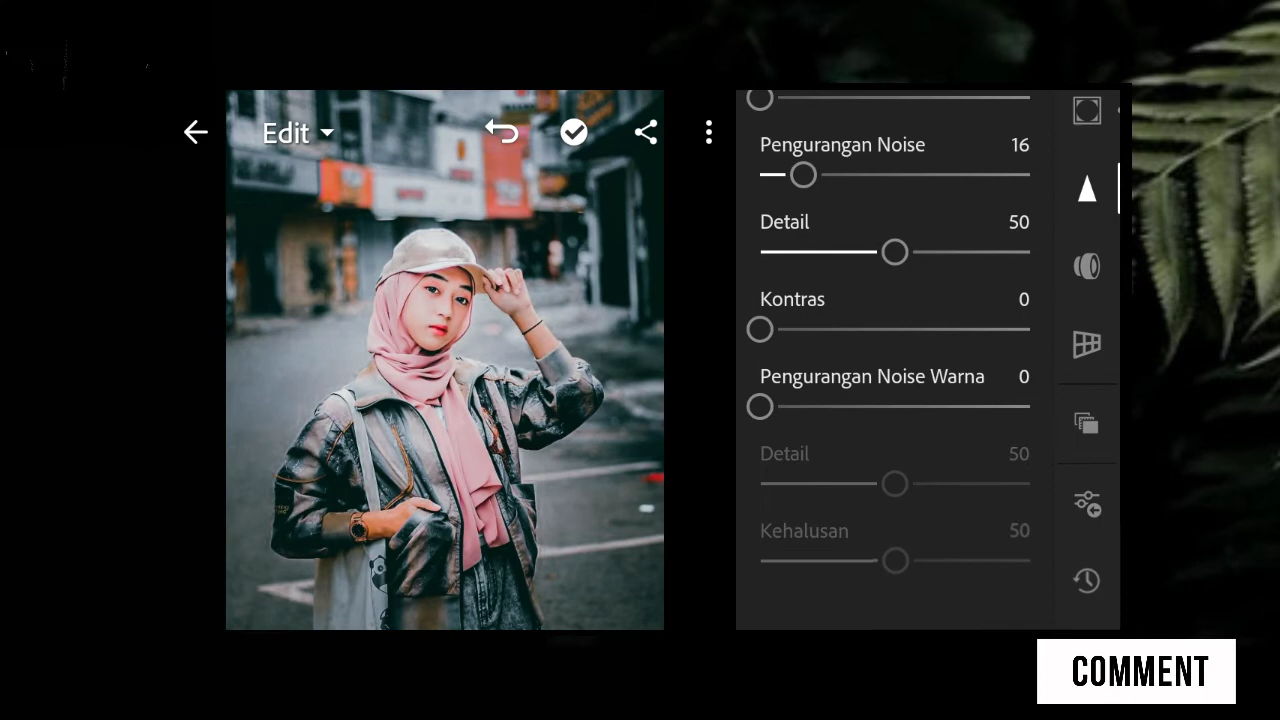 Edit
Pengurangan Noise 16
Detail 50
Kontras 0
Pengurangan Noise Warna 0
Detail 50
Kehalusan 50
COMMENT